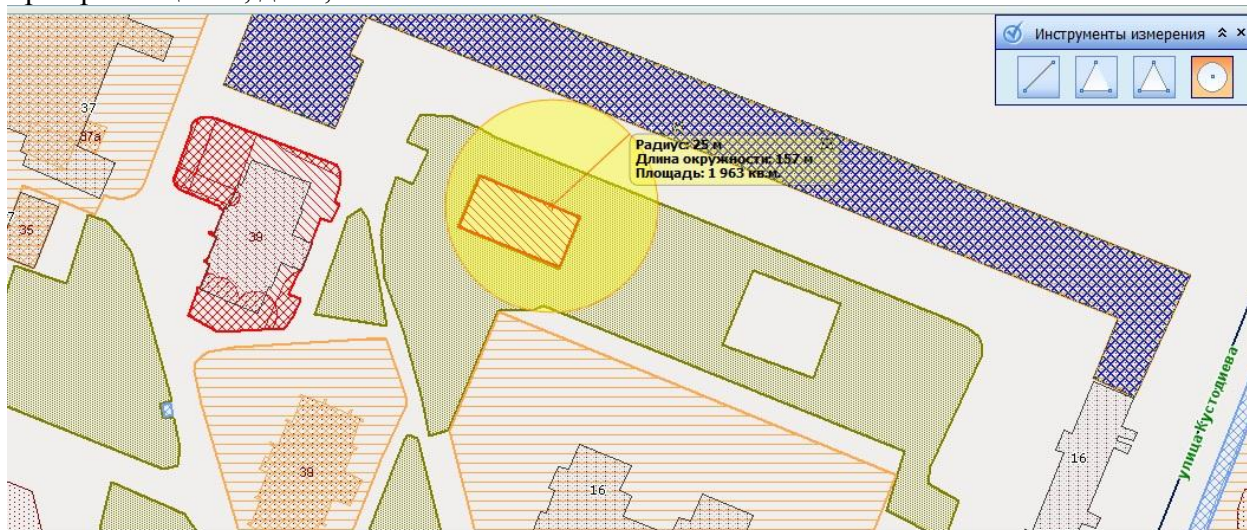 Инструменты измерения
37
37а
Радиус: 25 м
Длина окружности: 157 м
Площадь: 1 963 кв.м.
7
35
39
улица Кустодиева
39
16
16